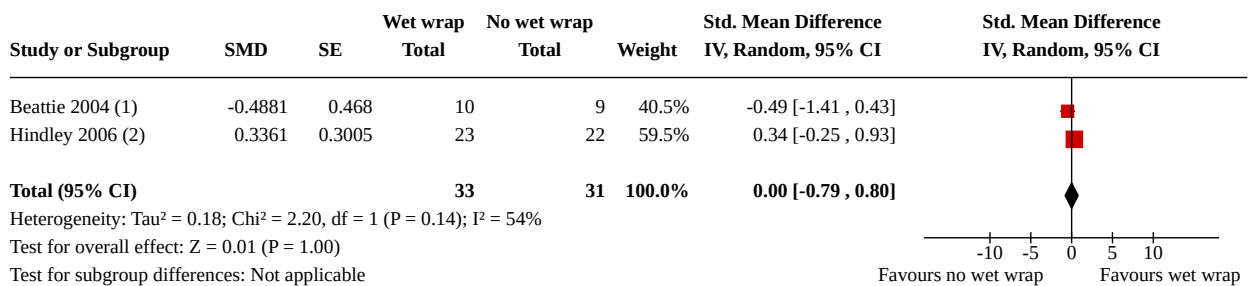 Wet wrap No wet wrap Std. Mean Difference Std. Mean Difference
Study or Subgroup SMD SE Total Total Weight IV, Random, 95% CI IV, Random, 95% CI
Beattie 2004 (1) -0.4881 0.468 10 9 40.5% -0.49 [-1.41 , 0.43]
Hindley 2006 (2) 0.3361 0.3005 23 22 59.5% 0.34 [-0.25 , 0.93]
Total (95% CI) 33 31 100.0% 0.00 [-0.79 , 0.80]
Heterogeneity: Tau² = 0.18; Chi² = 2.20, df = 1 (P = 0.14); I² = 54%
Test for overall effect: Z = 0.01 (P = 1.00) -10 -5 0 5 10
Test for subgroup differences: Not applicable Favours no wet wrap Favours wet wrap